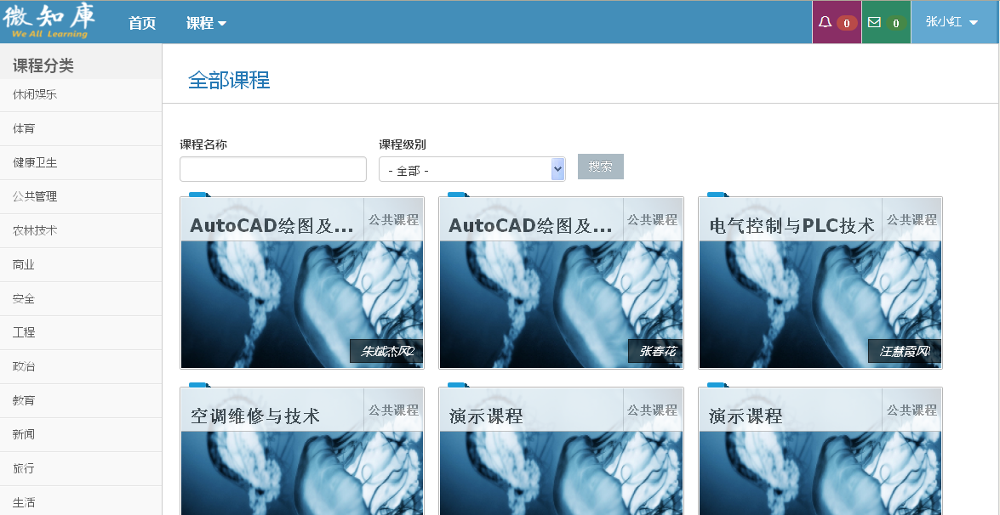 微知庫
We All Learning
首页
课程
0
0
张小红
课程分类
休闲娱乐
体育
健康卫生
公共管理
农林技术
商业
安全
工程
政治
教育
新闻
旅行
生活
全部课程
课程名称
课程级别
- 全部 -
搜索
AutoCAD绘图及...
公共课程
朱斌杰风2
AutoCAD绘图及...
公共课程
张春花
电气控制与PLC技术
公共课程
空调维修与技术
公共课程
演示课程
公共课程
演示课程
公共课程